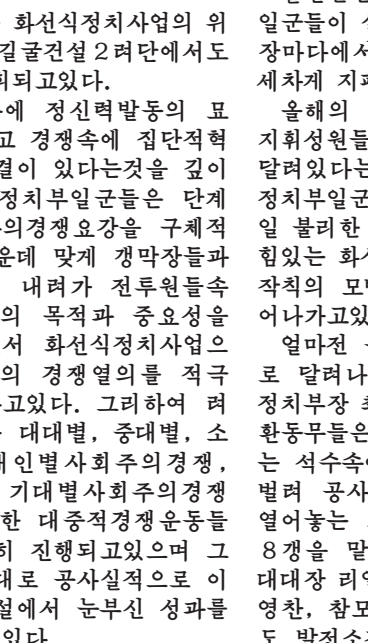 화선식정치사업의 위
길굴건설2려단에서도
되고있다.
에 정신력발동의 묘
고 경쟁속에 집단적혁
결이 있다는것을 깊이
정치부일군들은 단계
의경쟁요강을 구체적
운데 맞게 갱막장들과
내려가 전투원들속
의 목적과 중요성을
서 화선식정치사업으
의 경쟁열의를 적극
고있다. 그리하여 려
대대별, 중대별, 소
개인별사회주의경쟁,
기대별사회주의경쟁
한 대중적경쟁운동들
히 진행되고있으며 그
대로 공사실적으로 이
절에서 눈부신 성과를
있다.
일군들이
장마다에서
세차게 지
올해의
지휘성원들
달려있다는
정치부일군
일 불리한
힘있는 화
작칙의 모
어나가고있
얼마전
로 달려나
정치부장
환동무들은
는 석수속
벌려 공사
열어놓는
8갱을 맡
대대장 리
영찬, 참모
도 발전소